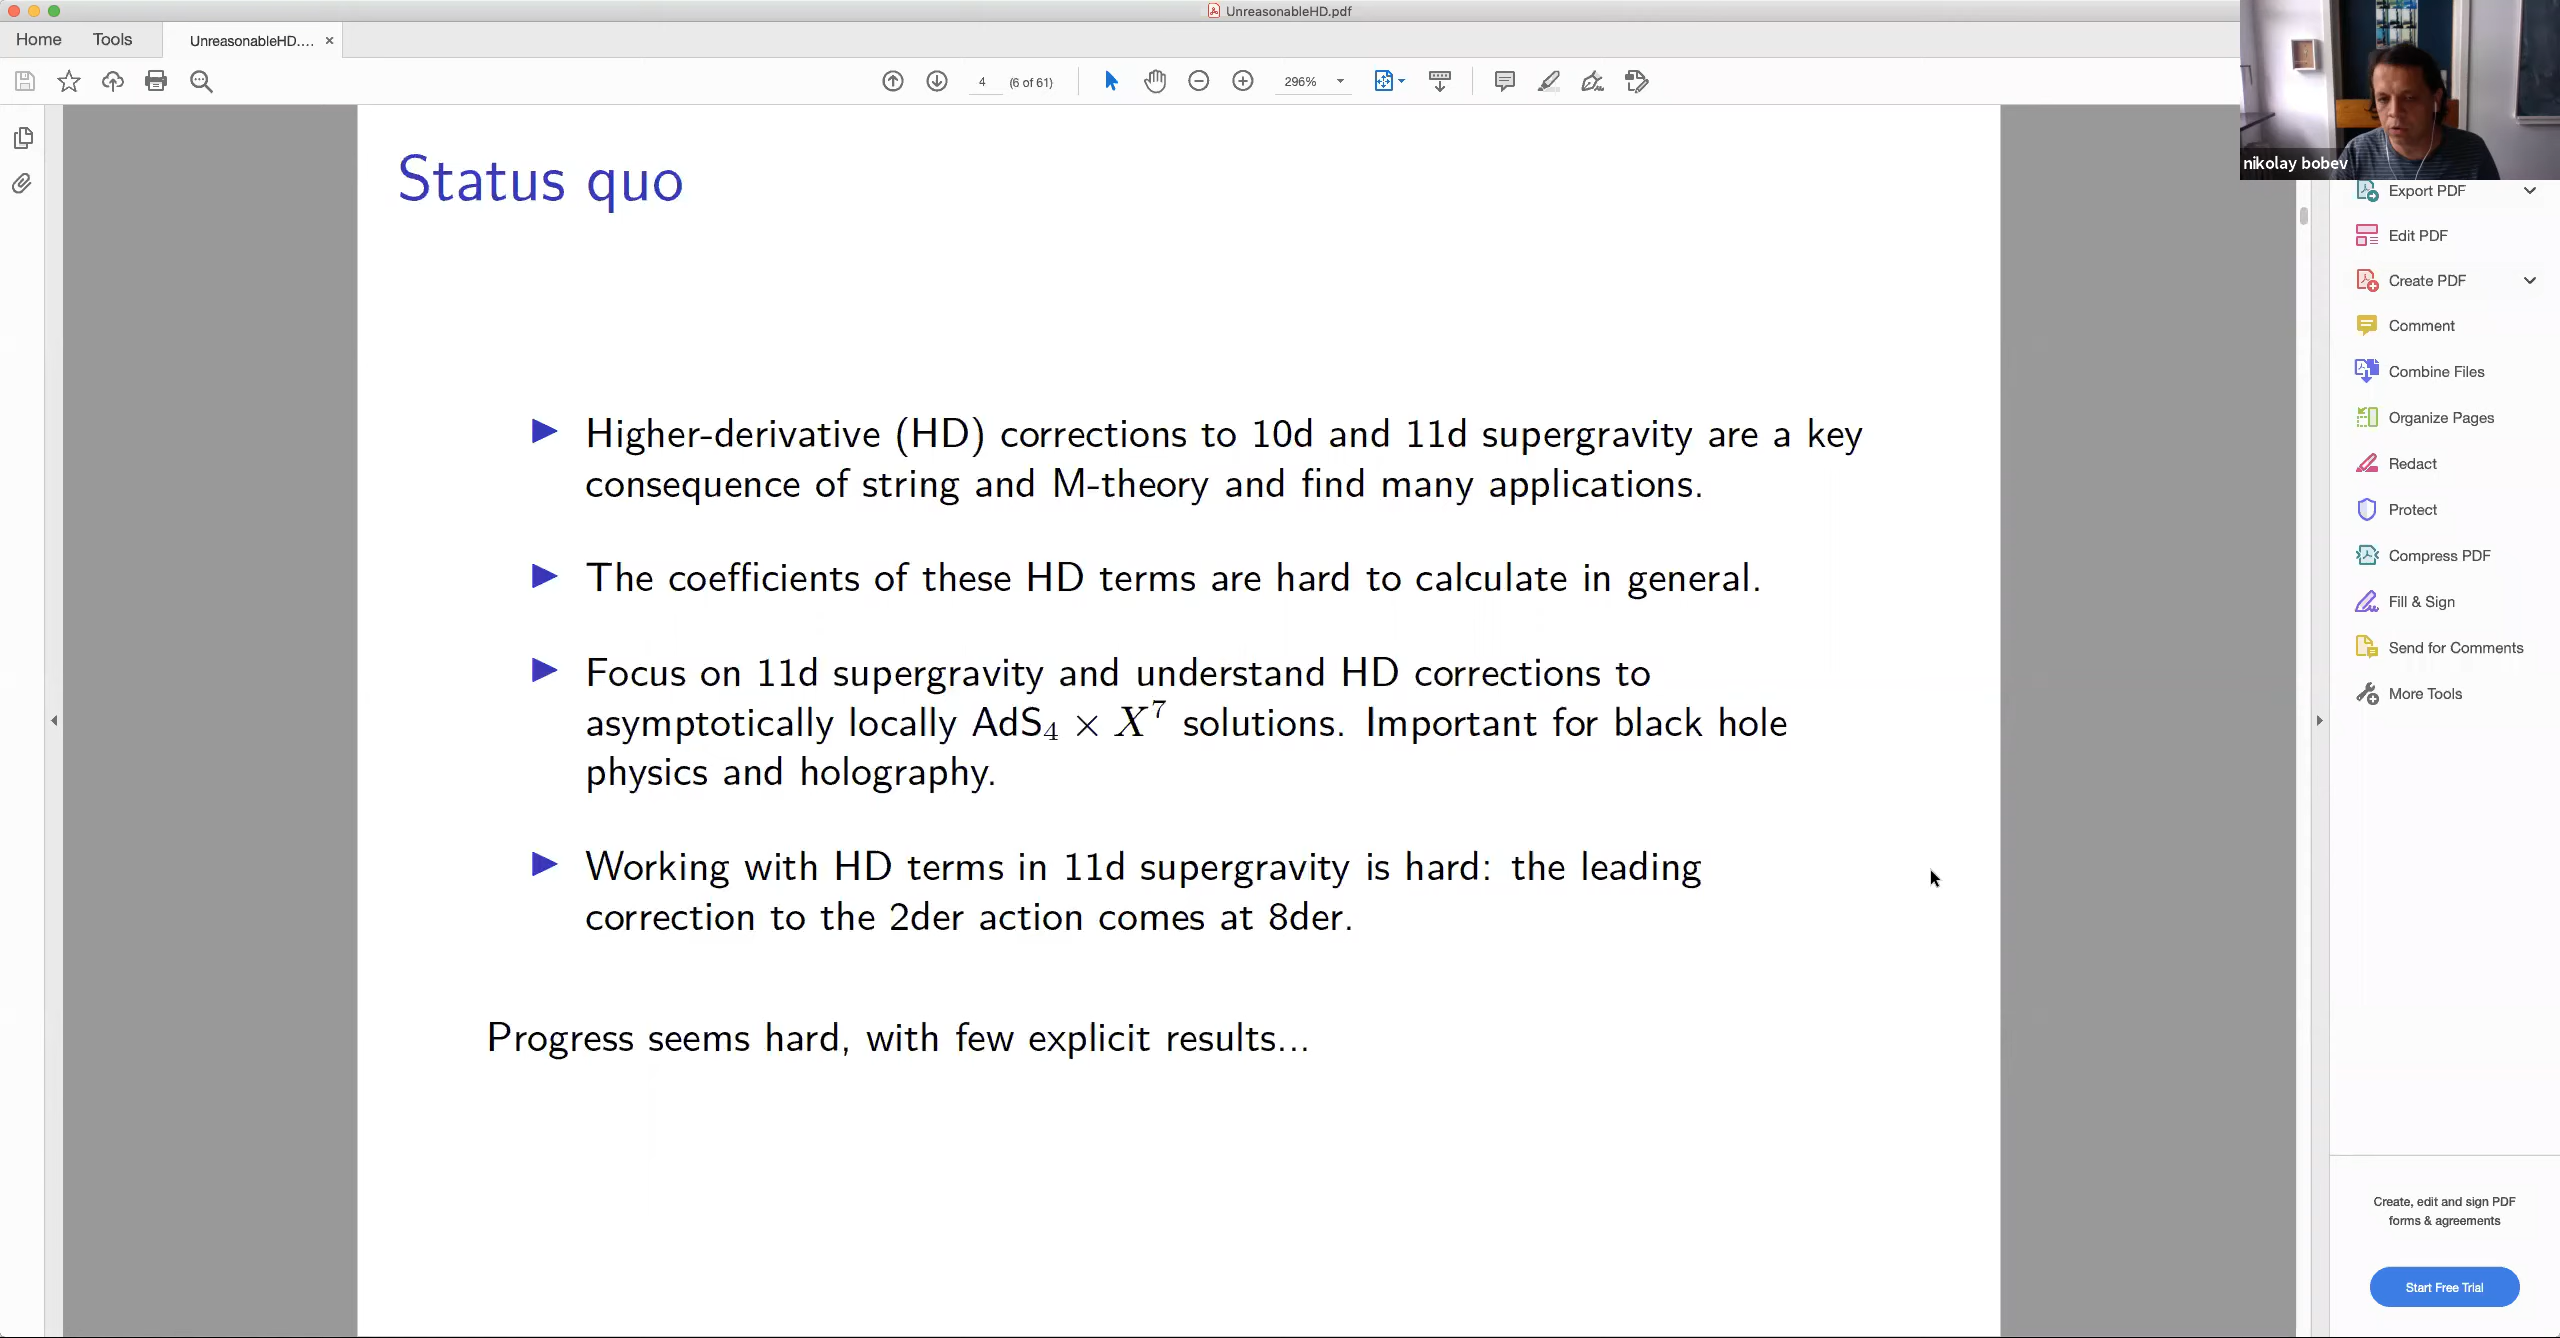 UnreasonableHD.pdf
Home
Tools
UnreasonableHD.... ×
4
(6 of 61)
296%
nikolay bobev
Status quo
Higher-derivative (HD) corrections to 10d and 11d supergravity are a key
consequence of string and M-theory and find many applications.
The coefficients of these HD terms are hard to calculate in general.
Focus on 11d supergravity and understand HD corrections to
asymptotically locally AdS₄ × X⁷ solutions. Important for black hole
physics and holography.
Working with HD terms in 11d supergravity is hard: the leading
correction to the 2der action comes at 8der.
Progress seems hard, with few explicit results...
Export PDF
Edit PDF
Create PDF
Comment
Combine Files
Organize Pages
Redact
Protect
Compress PDF
Fill & Sign
Send for Comments
More Tools
Create, edit and sign PDF
forms & agreements
Start Free Trial